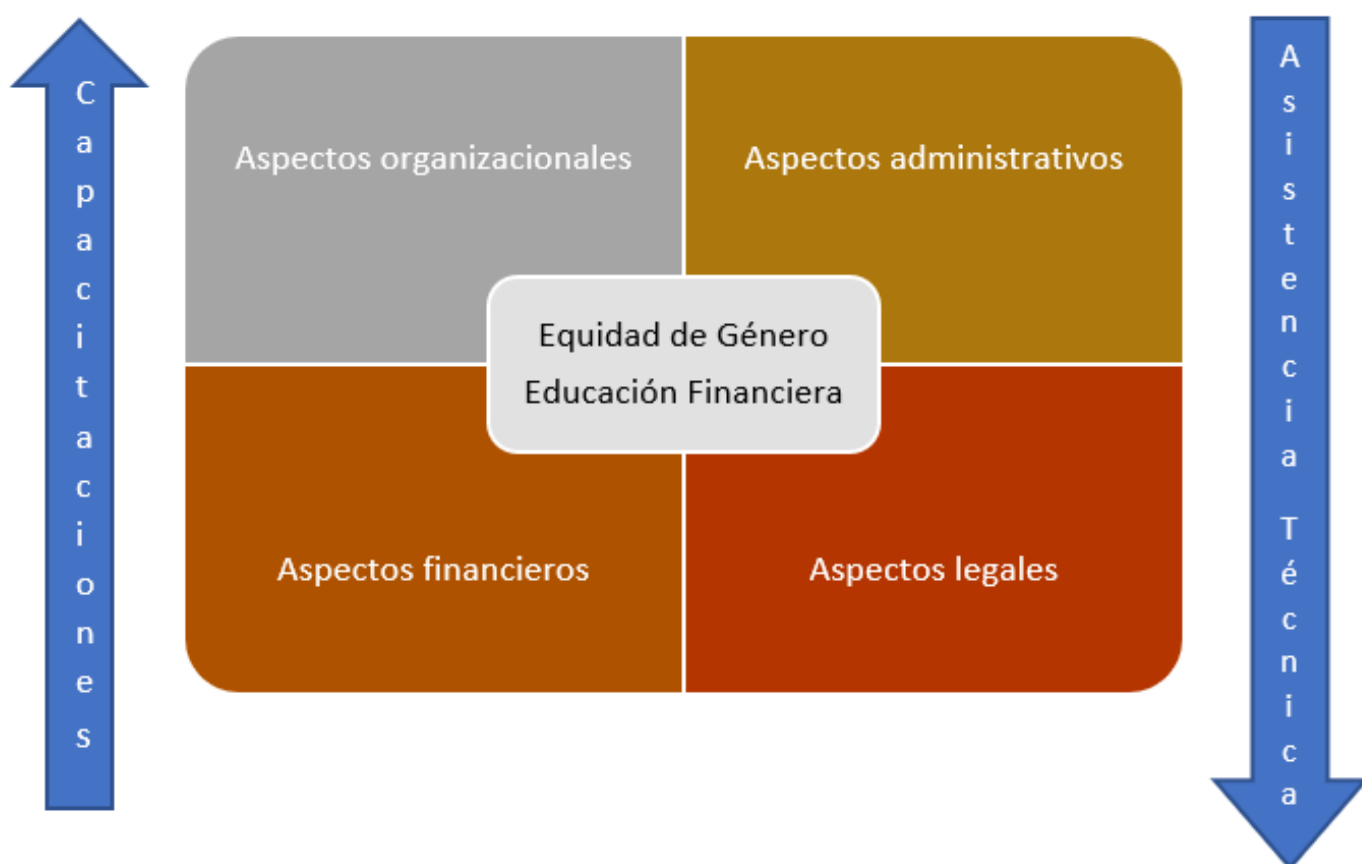 Capacitaciones
Aspectos organizacionales
Aspectos administrativos
Equidad de Género
Educación Financiera
Aspectos financieros
Aspectos legales
Asistencia Técnica